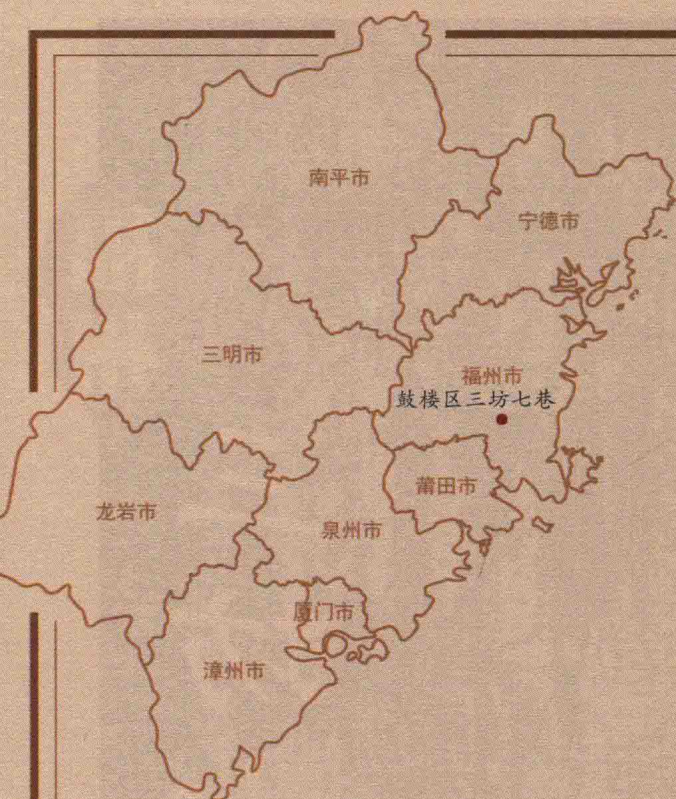 南平市
宁德市
三明市
福州市
鼓楼区三坊七巷
莆田市
龙岩市
泉州市
厦门市
漳州市